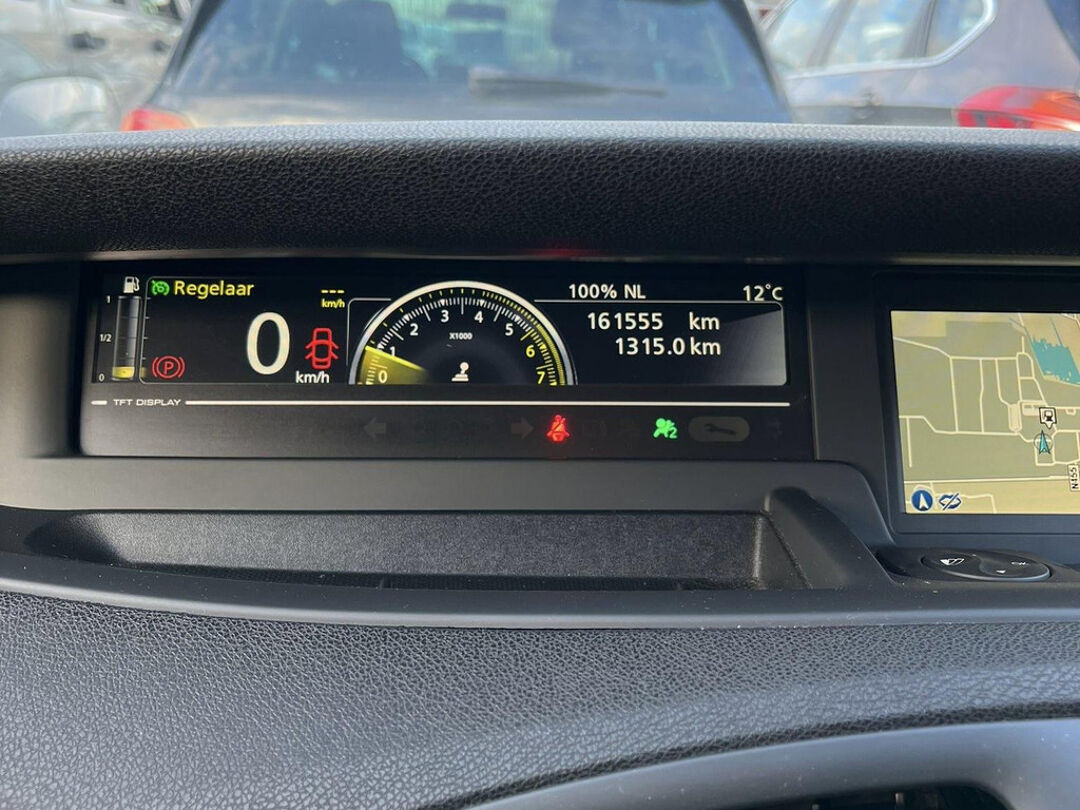 Regelaar
---
km/h
100% NL
12°C
1
1/2
0
P
0
km/h
0 1 2 3 4 5 6 7
X1000
161555 km
1315.0 km
TFT DISPLAY
2
N455